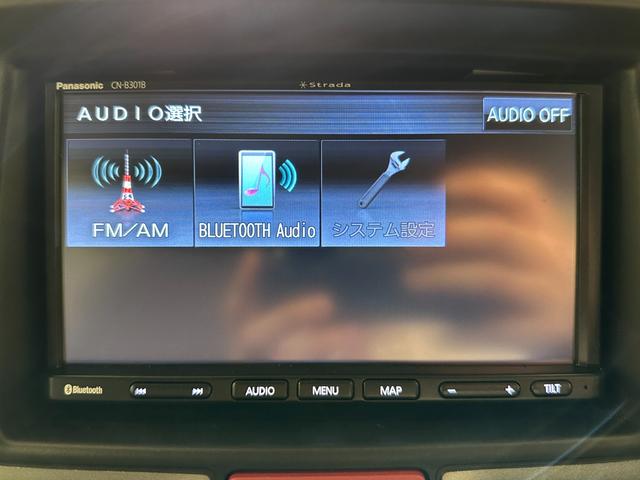 Panasonic CN-B301B Strada
AUDIO選択 AUDIO OFF
FM/AM BLUETOOTH Audio システム設定
Bluetooth AUDIO MENU MAP − + TILT